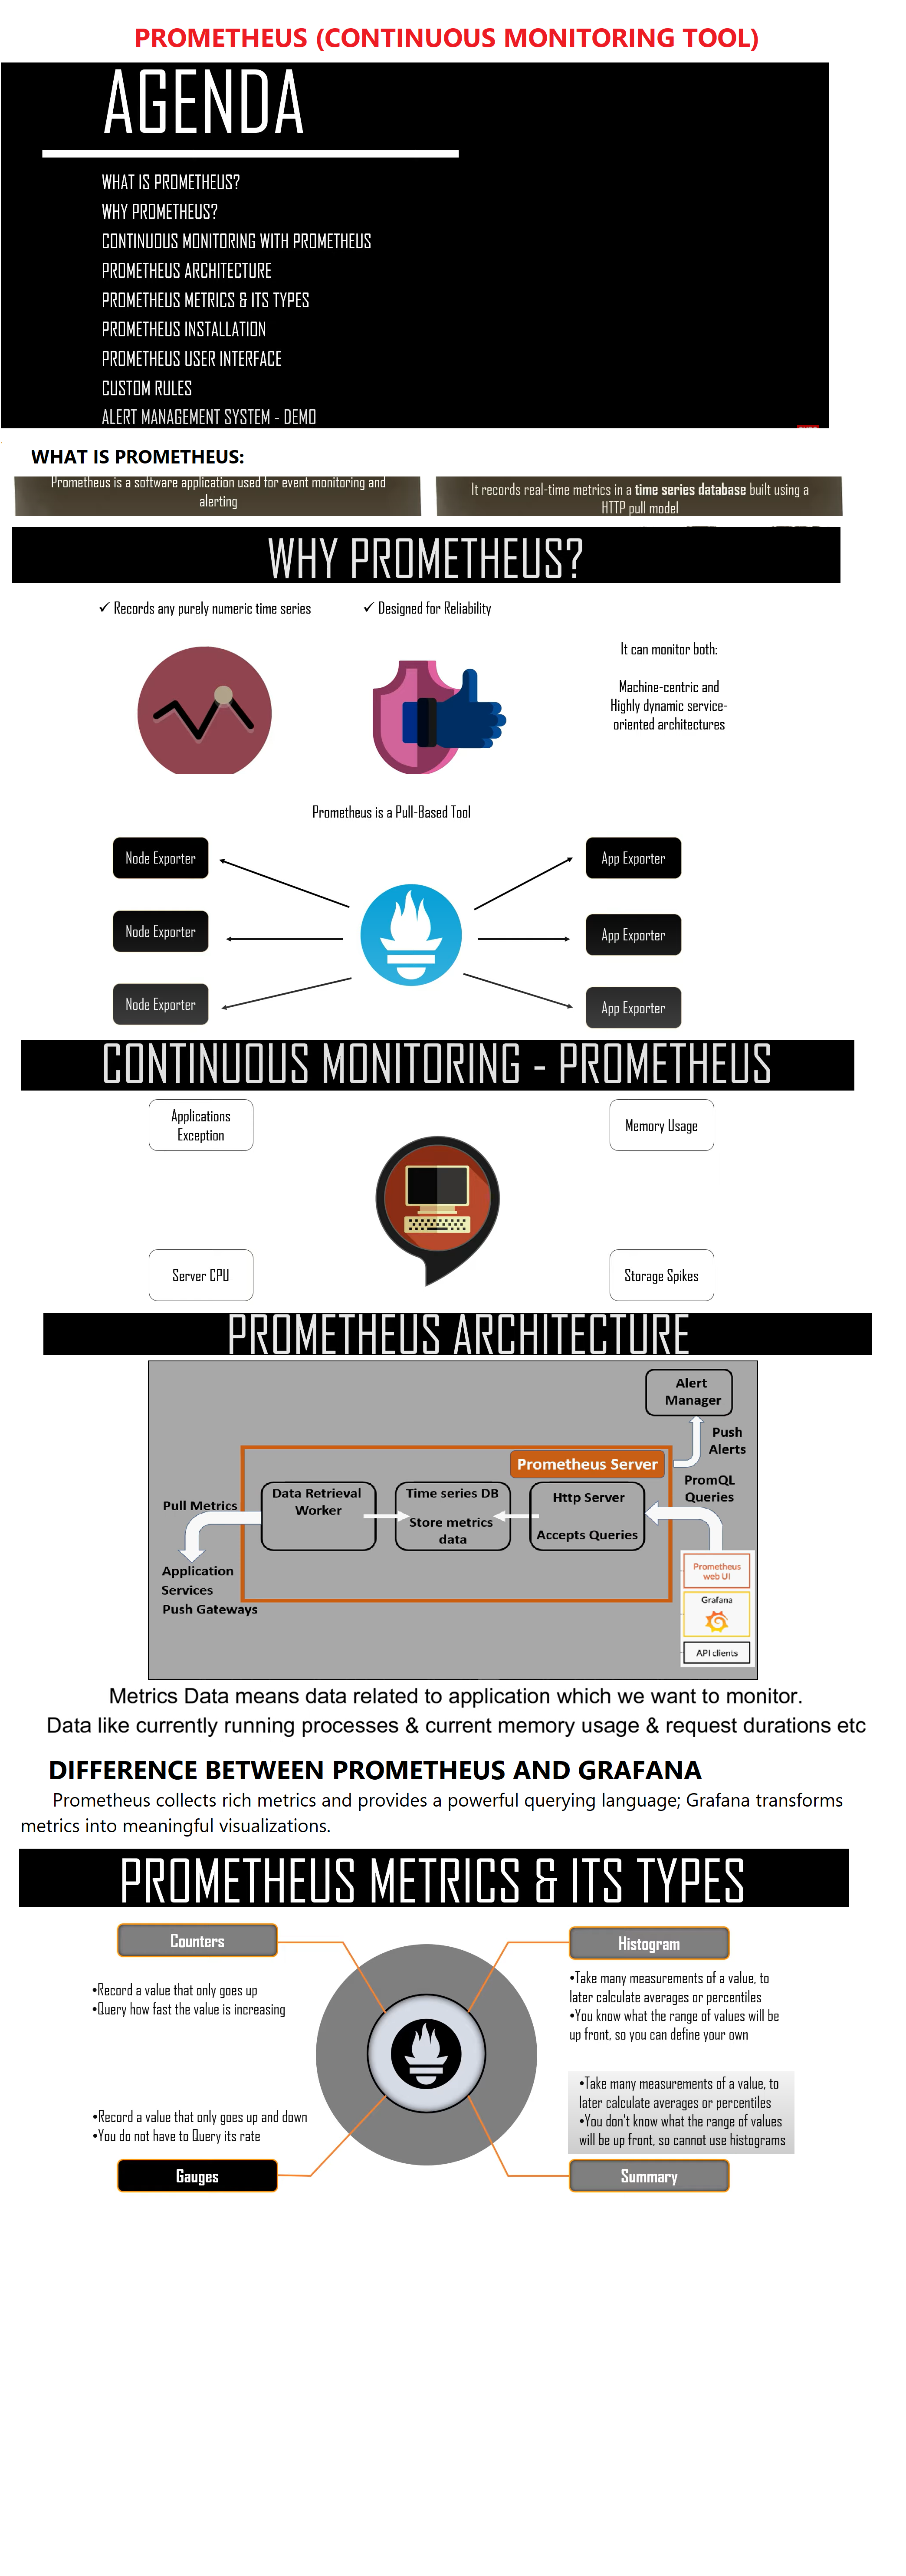 PROMETHEUS (CONTINUOUS MONITORING TOOL)
AGENDA
WHAT IS PROMETHEUS?
WHY PROMETHEUS?
CONTINUOUS MONITORING WITH PROMETHEUS
PROMETHEUS ARCHITECTURE
PROMETHEUS METRICS & ITS TYPES
PROMETHEUS INSTALLATION
PROMETHEUS USER INTERFACE
CUSTOM RULES
ALERT MANAGEMENT SYSTEM - DEMO
WHAT IS PROMETHEUS:
Prometheus is a software application used for event monitoring and
alerting
It records real-time metrics in a time series database built using a
HTTP pull model
WHY PROMETHEUS?
✓ Records any purely numeric time series
✓ Designed for Reliability
It can monitor both:
Machine-centric and
Highly dynamic service-
oriented architectures
Prometheus is a Pull-Based Tool
Node Exporter
App Exporter
Node Exporter
App Exporter
Node Exporter
App Exporter
CONTINUOUS MONITORING - PROMETHEUS
Applications
Exception
Memory Usage
Server CPU
Storage Spikes
PROMETHEUS ARCHITECTURE
Alert
Manager
Push
Alerts
Prometheus Server
PromQL
Queries
Pull Metrics
Data Retrieval
Worker
Time series DB
Store metrics
data
Http Server
Accepts Queries
Application
Services
Push Gateways
Prometheus
web UI
Grafana
API clients
Metrics Data means data related to application which we want to monitor.
Data like currently running processes & current memory usage & request durations etc
DIFFERENCE BETWEEN PROMETHEUS AND GRAFANA
Prometheus collects rich metrics and provides a powerful querying language; Grafana transforms
metrics into meaningful visualizations.
PROMETHEUS METRICS & ITS TYPES
Counters
•Record a value that only goes up
•Query how fast the value is increasing
Histogram
•Take many measurements of a value, to
later calculate averages or percentiles
•You know what the range of values will be
up front, so you can define your own
•Record a value that only goes up and down
•You do not have to Query its rate
Gauges
•Take many measurements of a value, to
later calculate averages or percentiles
•You don't know what the range of values
will be up front, so cannot use histograms
Summary